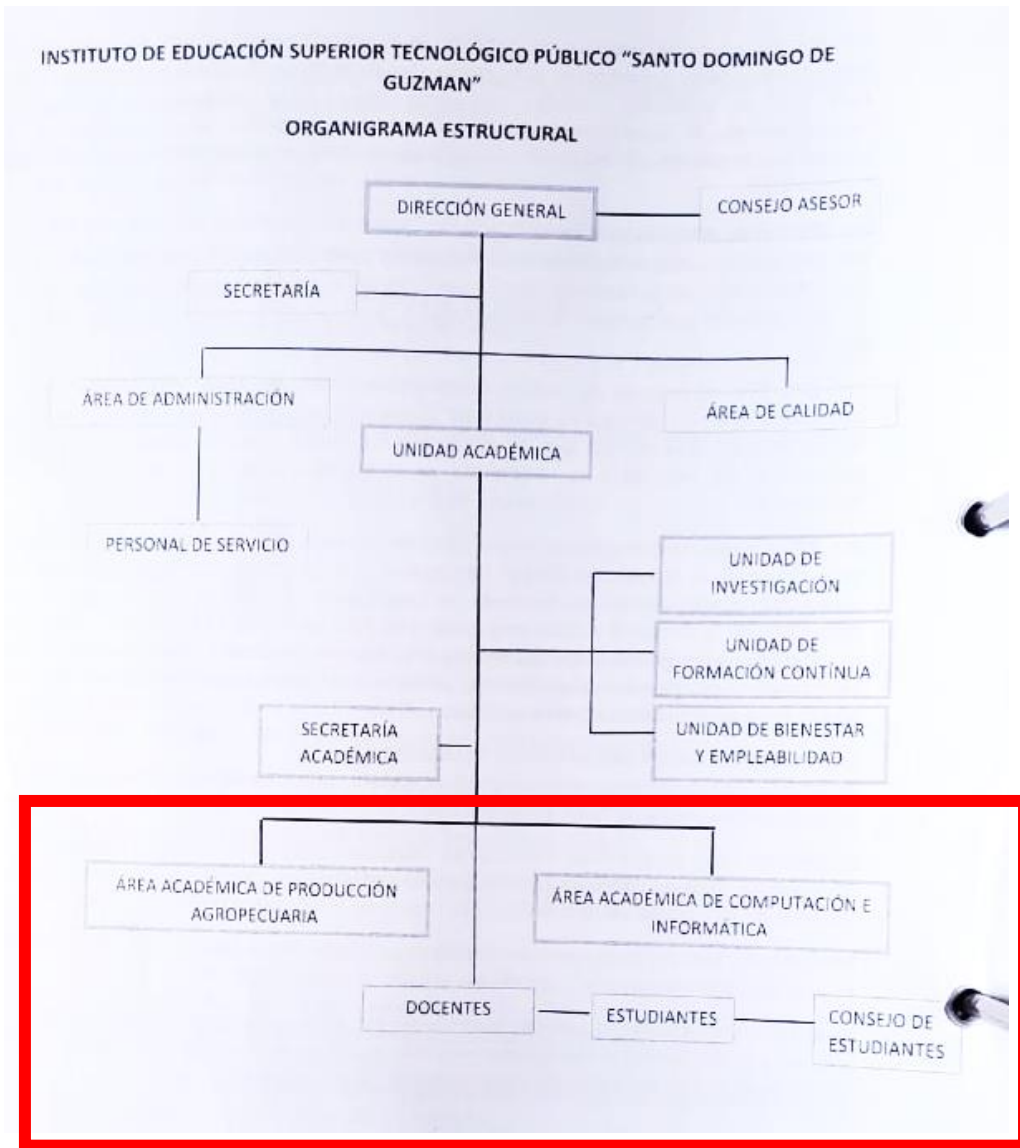 INSTITUTO DE EDUCACIÓN SUPERIOR TECNOLÓGICO PÚBLICO “SANTO DOMINGO DE
GUZMAN”
ORGANIGRAMA ESTRUCTURAL
DIRECCIÓN GENERAL
CONSEJO ASESOR
SECRETARÍA
ÁREA DE ADMINISTRACIÓN
ÁREA DE CALIDAD
UNIDAD ACADÉMICA
PERSONAL DE SERVICIO
UNIDAD DE
INVESTIGACIÓN
UNIDAD DE
FORMACIÓN CONTÍNUA
SECRETARÍA
ACADÉMICA
UNIDAD DE BIENESTAR
Y EMPLEABILIDAD
ÁREA ACADÉMICA DE PRODUCCIÓN
AGROPECUARIA
ÁREA ACADÉMICA DE COMPUTACIÓN E
INFORMÁTICA
DOCENTES
ESTUDIANTES
CONSEJO DE
ESTUDIANTES